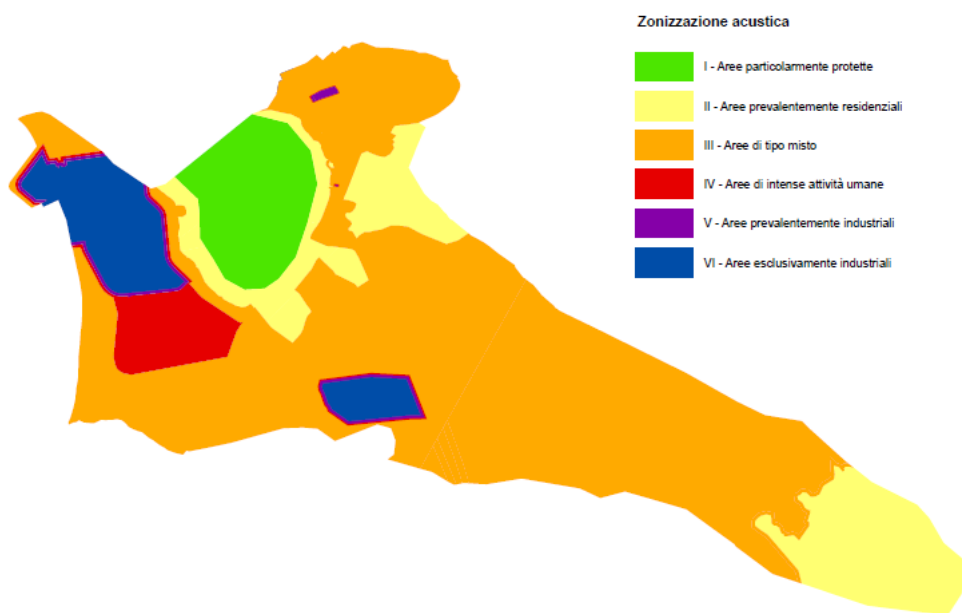 Zonizzazione acustica
I - Aree particolarmente protette
II - Aree prevalentemente residenziali
III - Aree di tipo misto
IV - Aree di intense attività umane
V - Aree prevalentemente industriali
VI - Aree esclusivamente industriali